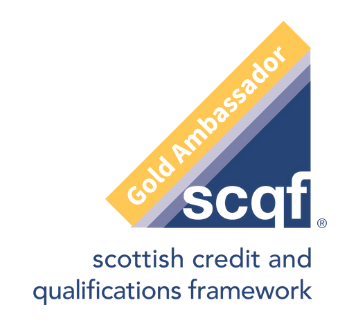 Gold Ambassador
scqf®
scottish credit and
qualifications framework